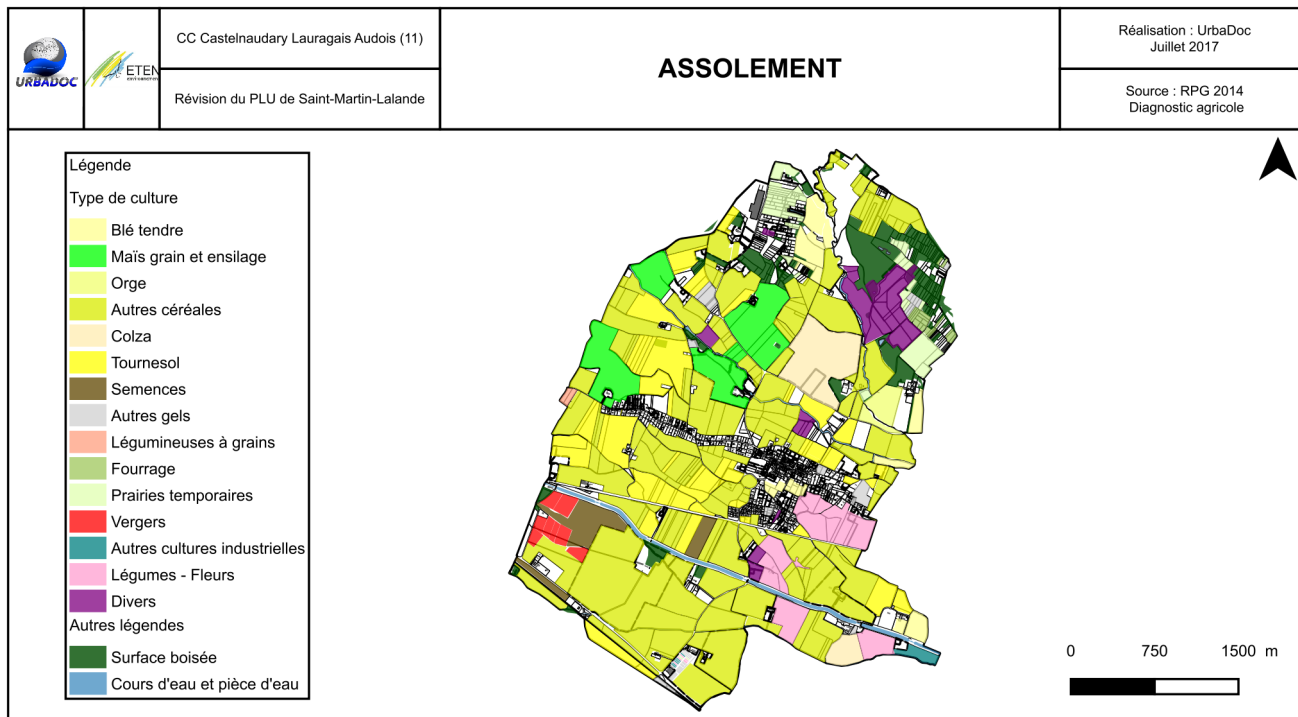 URBADOC
ETEN
CC Castelnaudary Lauragais Audois (11)
Révision du PLU de Saint-Martin-Lalande
ASSOLEMENT
Réalisation : UrbaDoc
Juillet 2017
Source : RPG 2014
Diagnostic agricole
Légende
Type de culture
Blé tendre
Maïs grain et ensilage
Orge
Autres céréales
Colza
Tournesol
Semences
Autres gels
Légumineuses à grains
Fourrage
Prairies temporaires
Vergers
Autres cultures industrielles
Légumes - Fleurs
Divers
Autres légendes
Surface boisée
Cours d'eau et pièce d'eau
0 750 1500 m